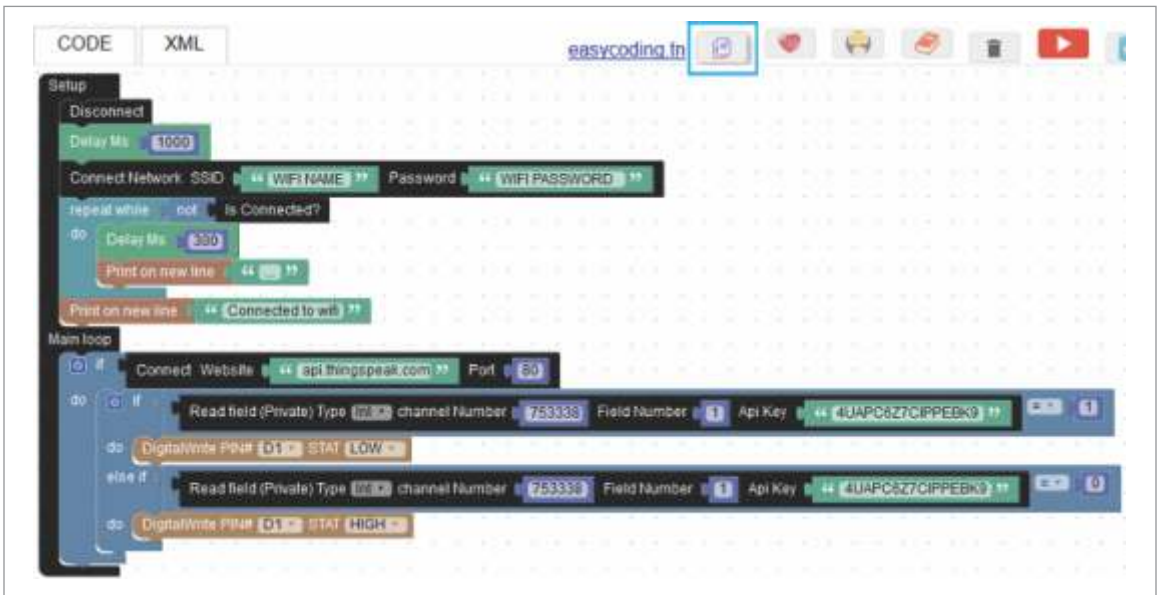 CODE XML easycoding.tn
Setup
Disconnect
Delay Ms 1000
Connect Network SSID “ WIFI NAME ” Password “ WIFI PASSWORD ”
repeat while not Is Connected?
do Delay Ms 300
Print on new line “ ”
Print on new line “ Connected to wifi ”
Main loop
if Connect Website “ api.thingspeak.com ” Port 80
do if Read field (Private) Type Int channel Number 753338 Field Number 1 Api Key “ 4UAPC6Z7CIPPEBK9 ” = 1
do DigitalWrite PIN# D1 STAT LOW
else if Read field (Private) Type Int channel Number 753338 Field Number 1 Api Key “ 4UAPC6Z7CIPPEBK9 ” = 0
do DigitalWrite PIN# D1 STAT HIGH